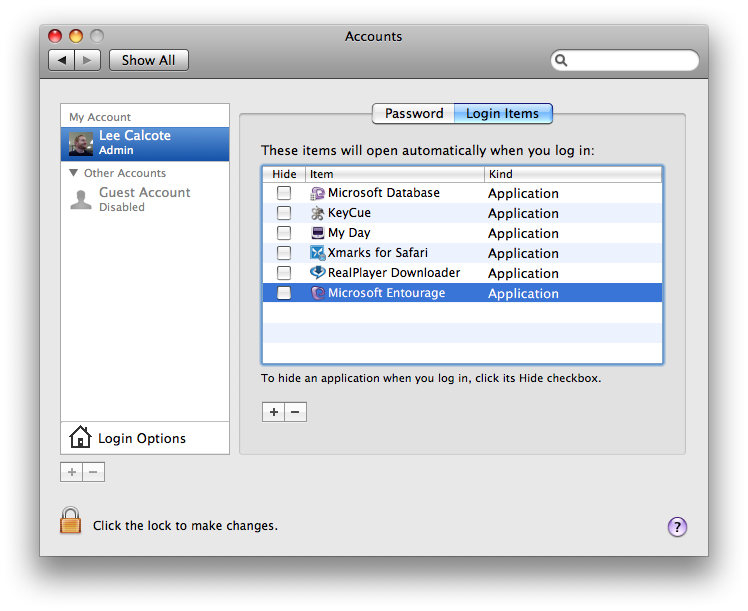 Accounts
Show All
My Account
Lee Calcote
Admin
Other Accounts
Guest Account
Disabled
Login Options
Password Login Items
These items will open automatically when you log in:
Hide Item Kind
Microsoft Database Application
KeyCue Application
My Day Application
Xmarks for Safari Application
RealPlayer Downloader Application
Microsoft Entourage Application
To hide an application when you log in, click its Hide checkbox.
+ −
+ −
Click the lock to make changes.
?